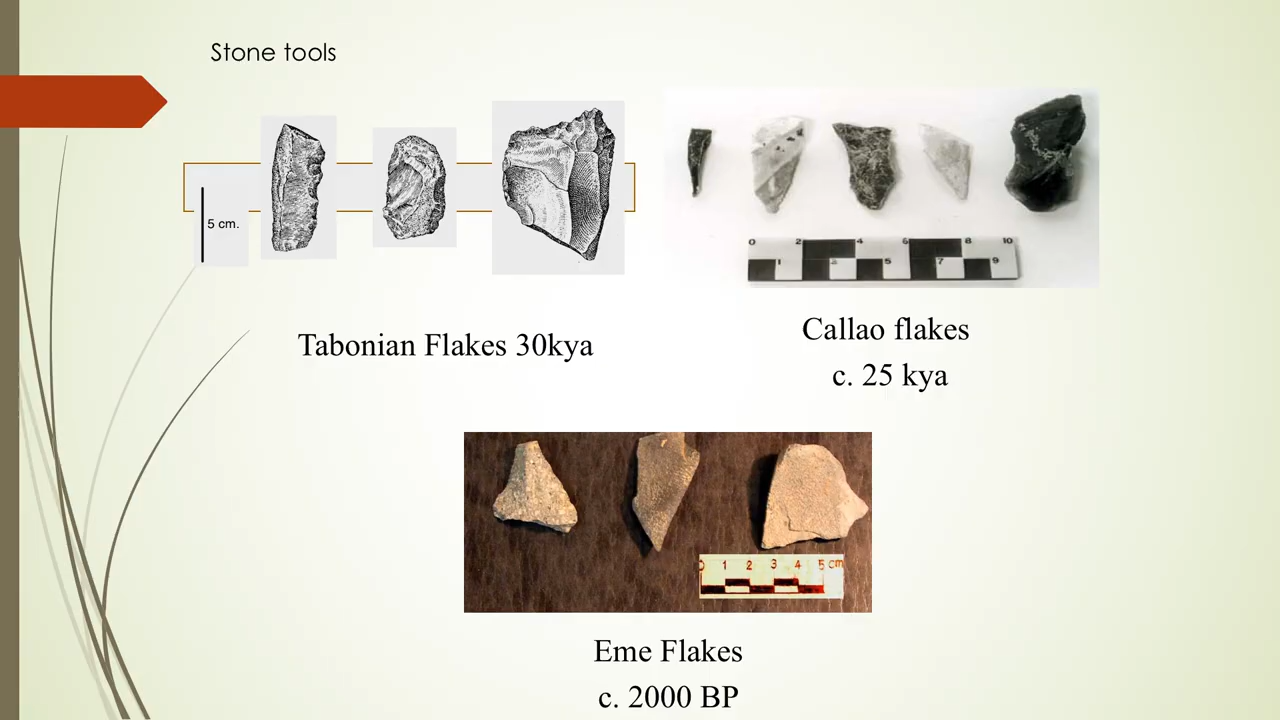 Stone tools
5 cm.
0 2 4 6 8 10
1 3 5 7 9
Tabonian Flakes 30kya
Callao flakes
c. 25 kya
0 1 2 3 4 5 cm
Eme Flakes
c. 2000 BP